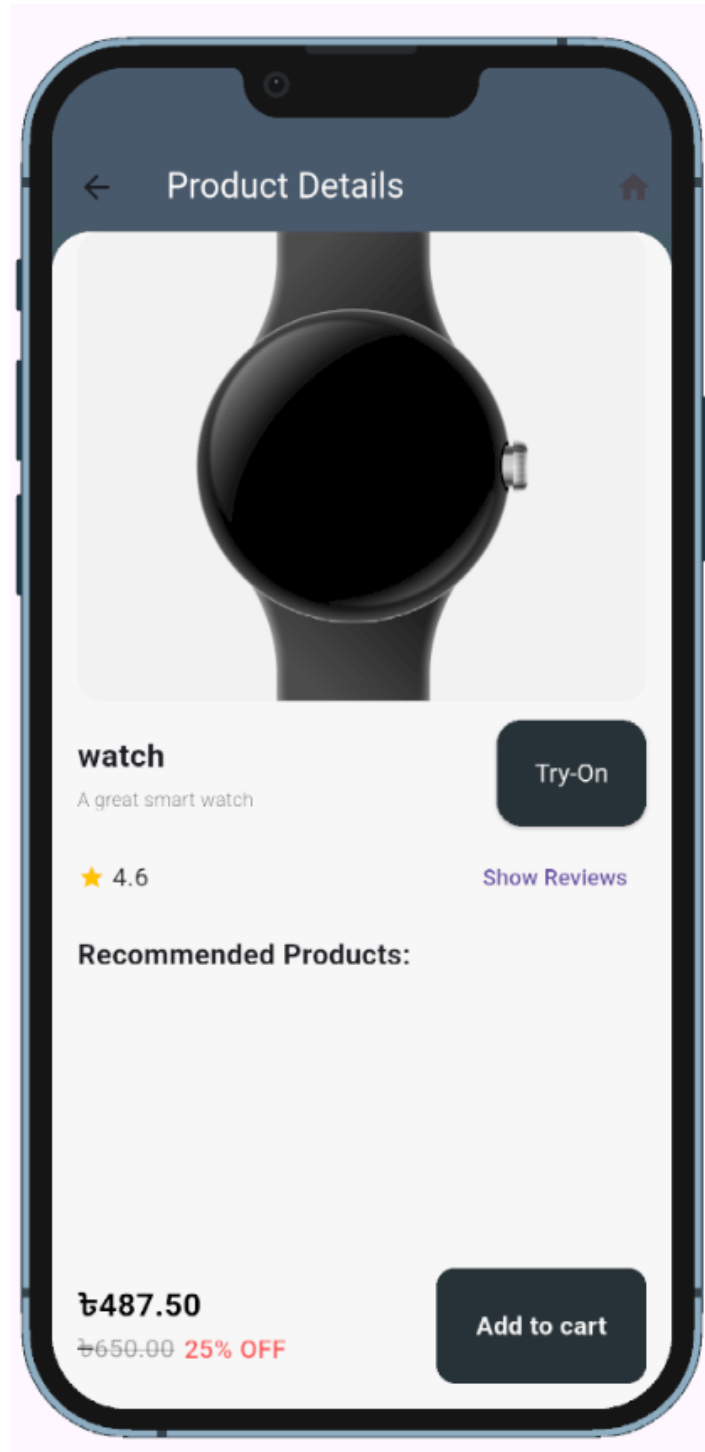 Product Details
watch
Try-On
A great smart watch
4.6
Show Reviews
Recommended Products:
৳487.50
৳650.00 25% OFF
Add to cart